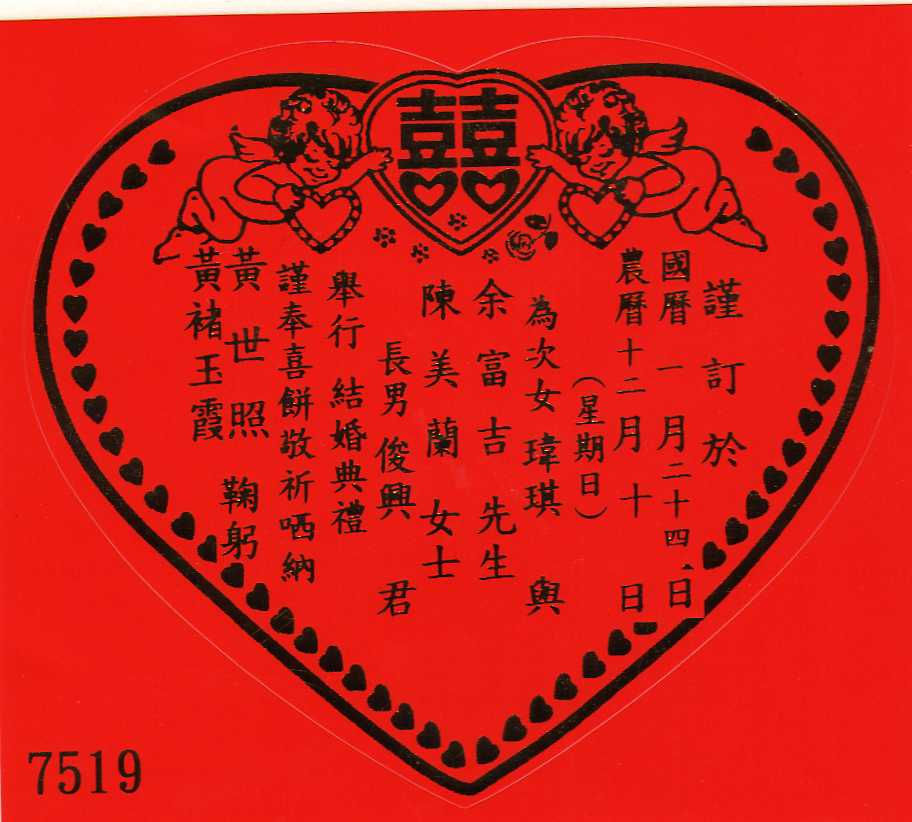 囍
謹訂於
國曆一月二十四日
農曆十二月十日
（星期日）
為次女瑋琪與
余富吉先生
陳美蘭女士
長男俊興君
舉行結婚典禮
謹奉喜餅敬祈哂納
黃世照
黃褚玉霞
鞠躬
7519